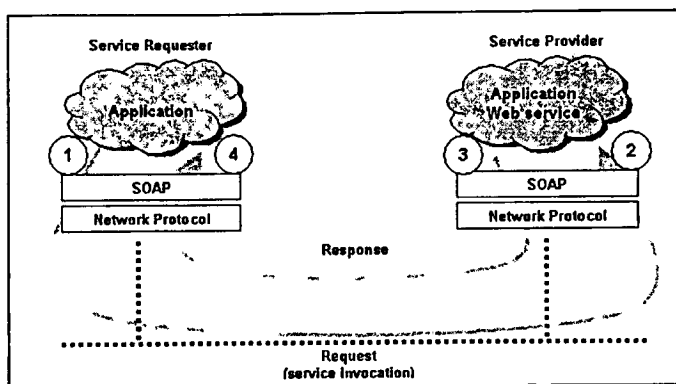 Service Requester
Service Provider
Application
Application
Web service
1
4
3
2
SOAP
SOAP
Network Protocol
Network Protocol
Response
Request
(service invocation)